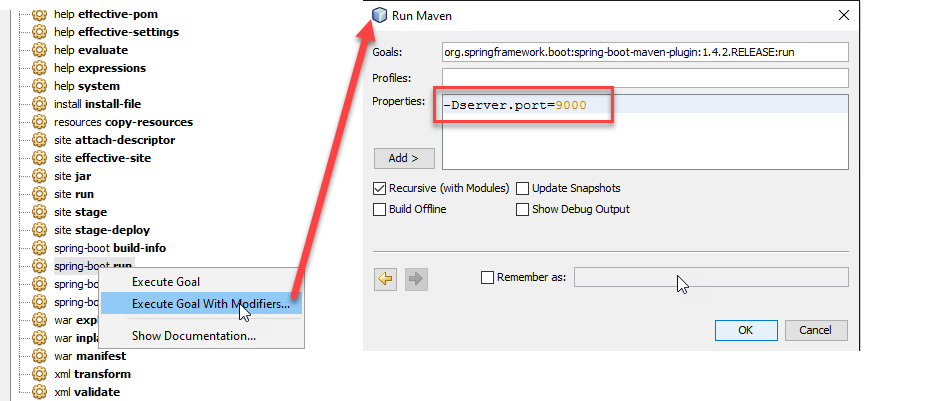 help effective-pom
help effective-settings
help evaluate
help expressions
help system
install install-file
resources copy-resources
site attach-descriptor
site effective-site
site jar
site run
site stage
site stage-deploy
spring-boot build-info
spring-boot run
spring-bo
spring-bo
war exp
war inpla
war manifest
xml transform
xml validate
Execute Goal
Execute Goal With Modifiers...
Show Documentation...
Run Maven
Goals: org.springframework.boot:spring-boot-maven-plugin:1.4.2.RELEASE:run
Profiles:
Properties: -Dserver.port=9000
Add >
Recursive (with Modules) Update Snapshots
Build Offline Show Debug Output
Remember as:
OK Cancel